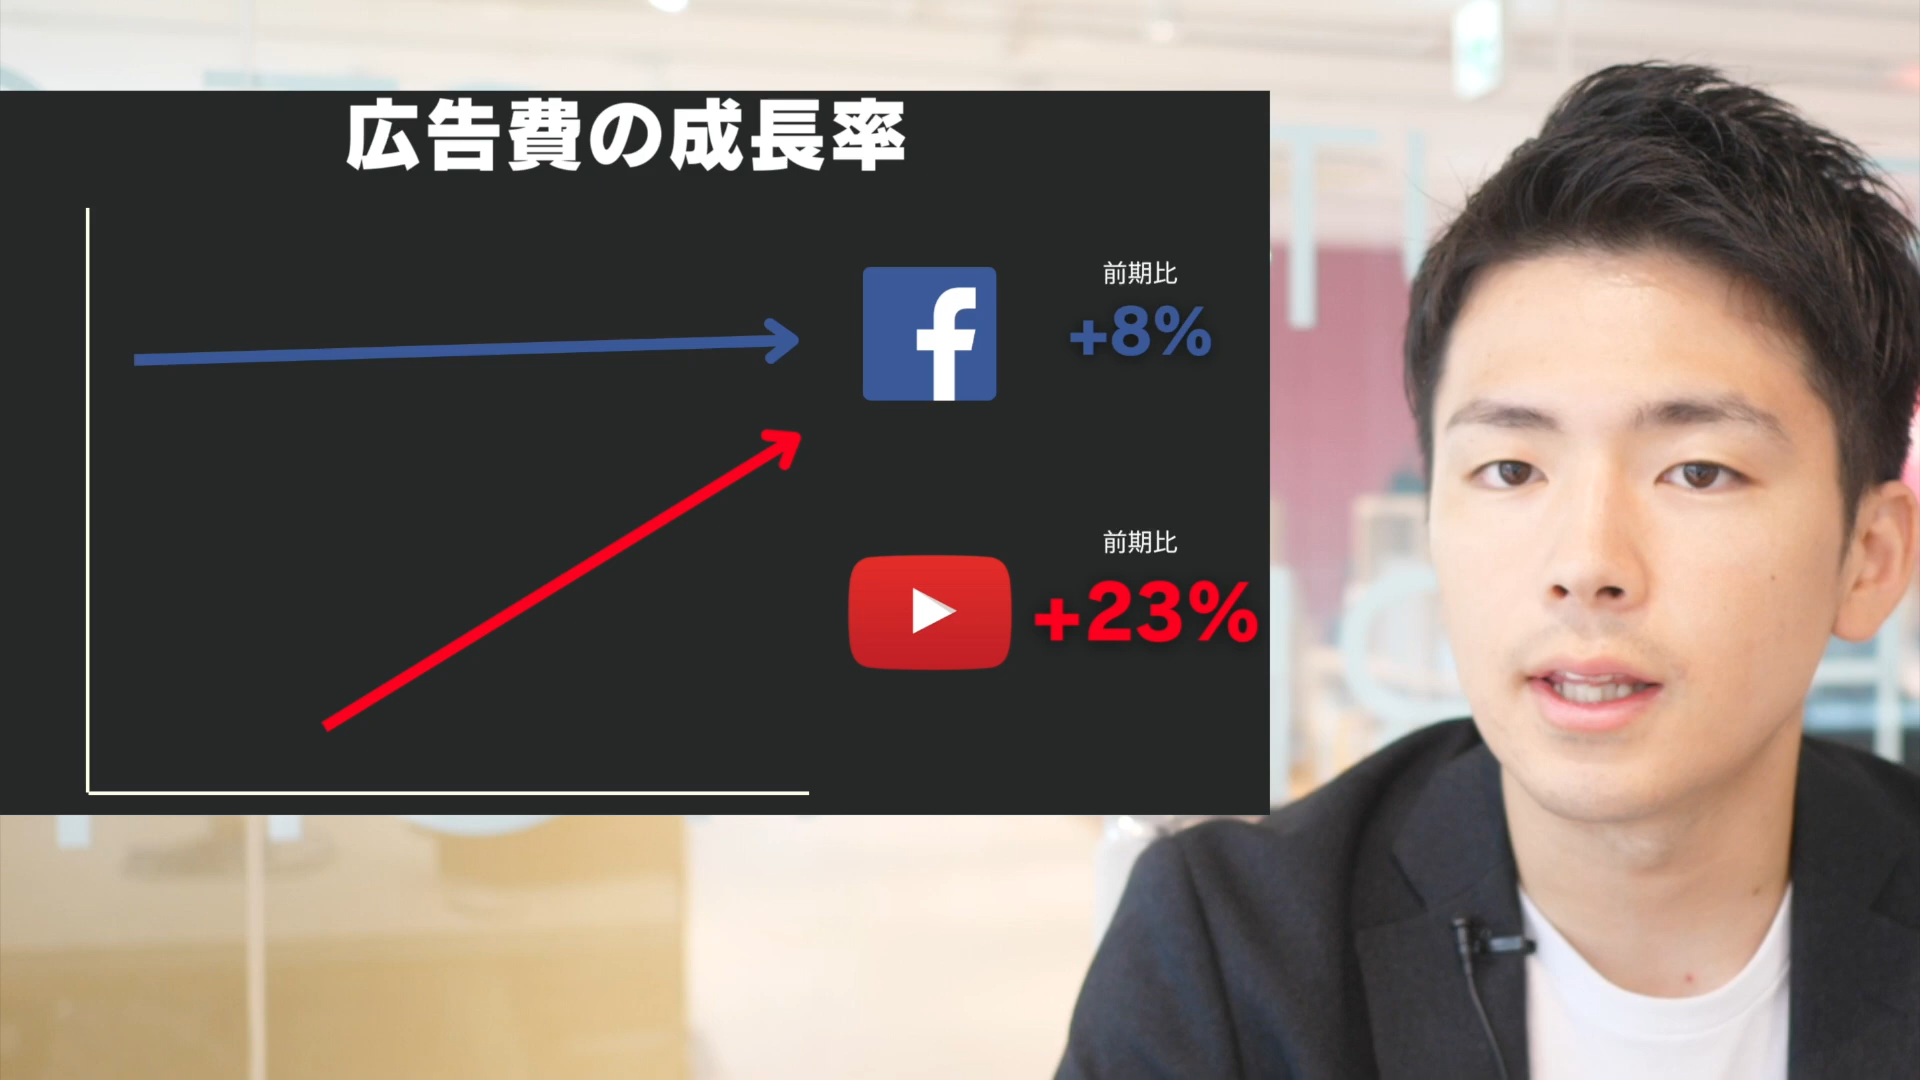 広告費の成長率
前期比
+8%
前期比
+23%